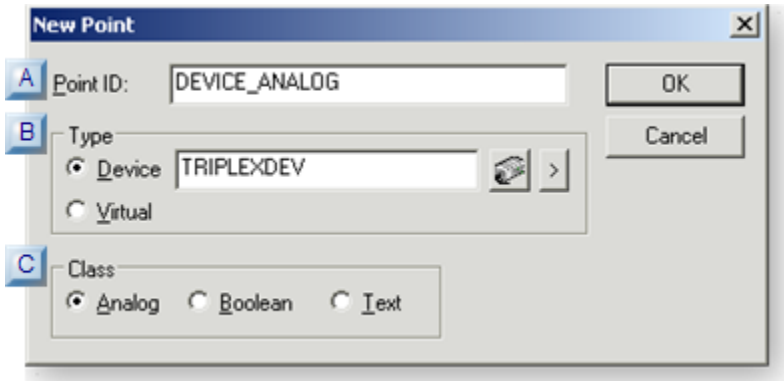 New Point
A Point ID: DEVICE_ANALOG OK
B Type Cancel
Device TRIPLEXDEV >
Virtual
C Class
Analog Boolean Text